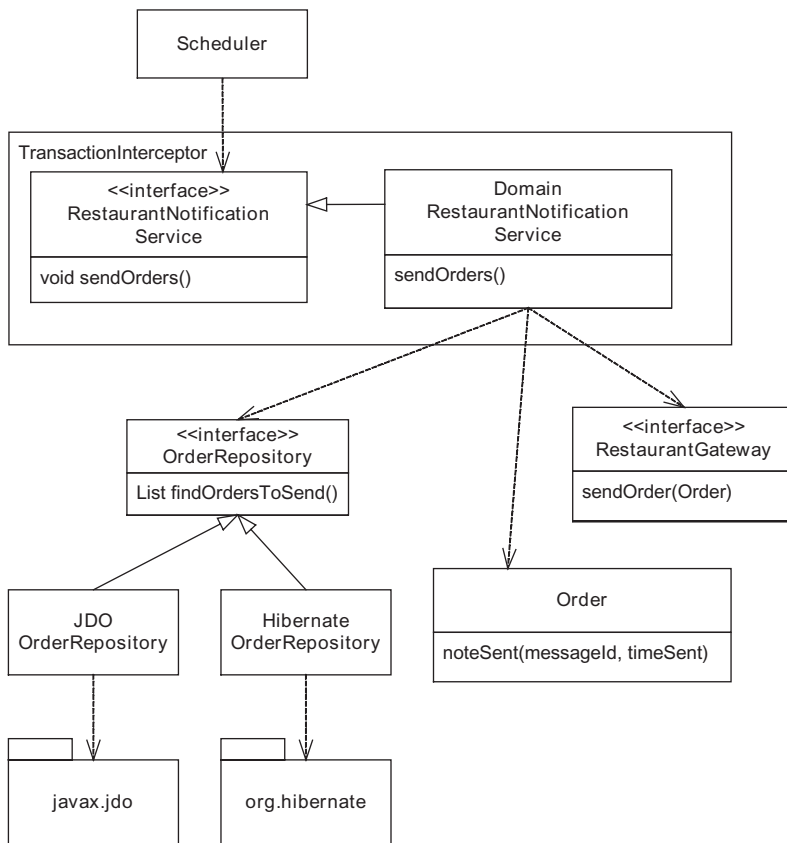 Scheduler
TransactionInterceptor
<<interface>>
RestaurantNotification
Service
void sendOrders()
Domain
RestaurantNotification
Service
sendOrders()
<<interface>>
OrderRepository
List findOrdersToSend()
<<interface>>
RestaurantGateway
sendOrder(Order)
JDO
OrderRepository
Hibernate
OrderRepository
Order
noteSent(messageId, timeSent)
javax.jdo
org.hibernate